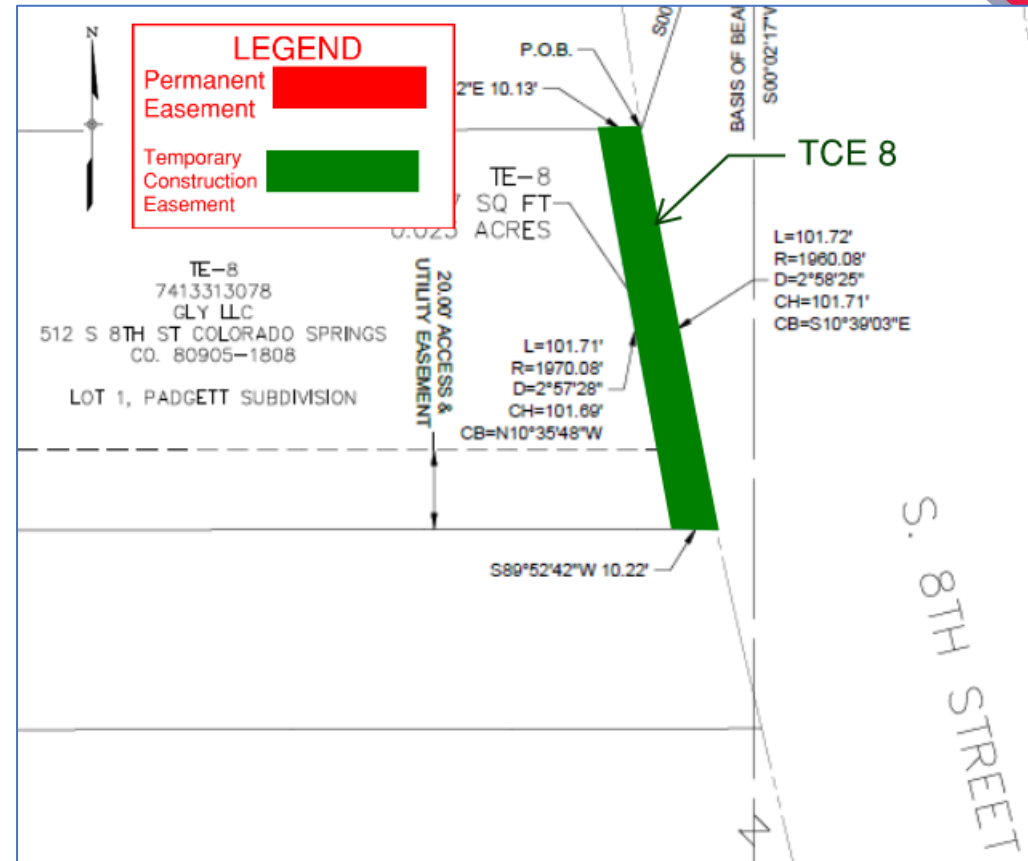 N
LEGEND
Permanent
Easement
Temporary
Construction
Easement
P.O.B.
2"E 10.13'
S00
BASIS OF BEA
S00°02'17"W
TCE 8
TE-8
SQ FT
0.023 ACRES
L=101.72'
R=1960.08'
D=2°58'25"
CH=101.71'
CB=S10°39'03"E
TE-8
7413313078
GLY LLC
512 S 8TH ST COLORADO SPRINGS
CO. 80905-1808
LOT 1, PADGETT SUBDIVISION
20.00' ACCESS &
UTILITY EASEMENT
L=101.71'
R=1970.08'
D=2°57'28"
CH=101.69'
CB=N10°35'48"W
S89°52'42"W 10.22'
S. 8TH STREET
N